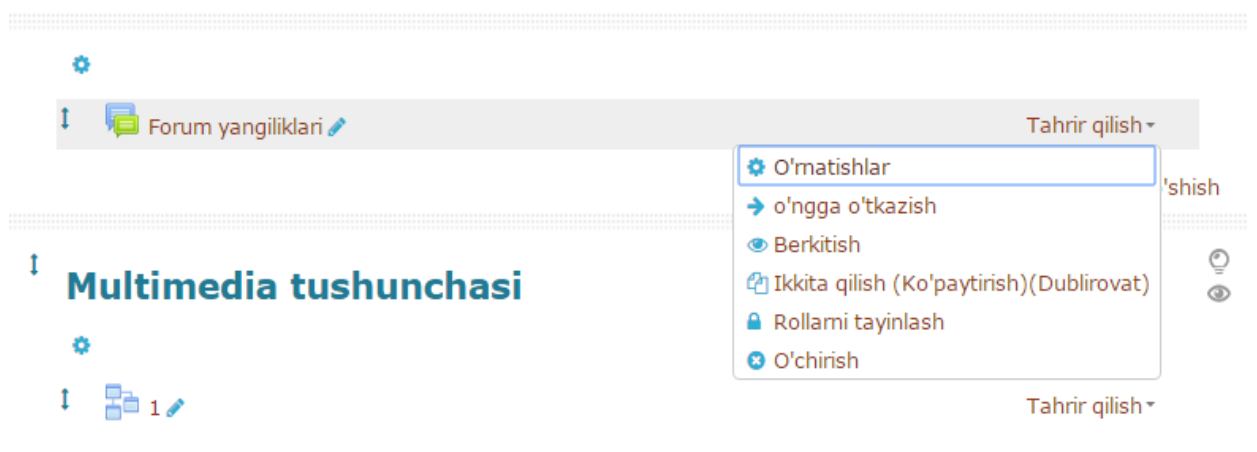 Forum yangiliklari
Tahrir qilish
O'rnatishlar
'shish
o'ngga o'tkazish
Berkitish
Multimedia tushunchasi
Ikkita qilish (Ko'paytirish)(Dublirovat)
Rollarni tayinlash
O'chirish
1
Tahrir qilish